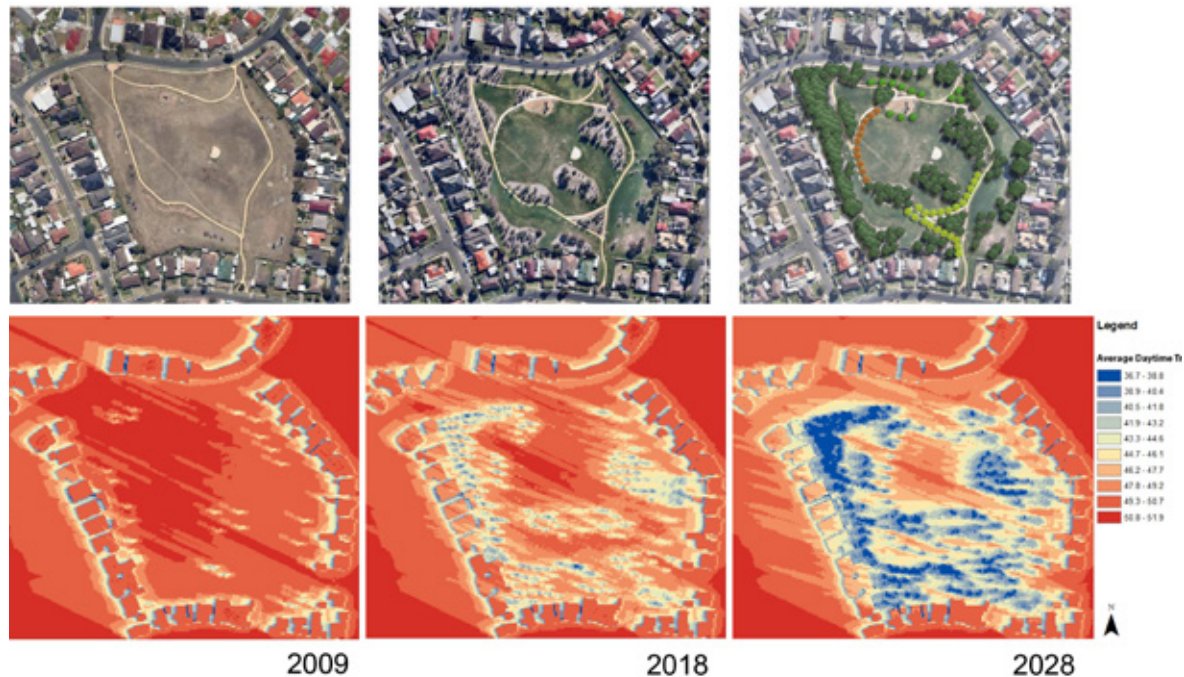 Legend
Average Daytime Tr
36.7 - 38.8
38.9 - 40.4
40.5 - 41.8
41.9 - 43.2
43.3 - 44.6
44.7 - 46.1
46.2 - 47.7
47.8 - 49.2
49.3 - 50.7
50.8 - 51.9
N
2009
2018
2028